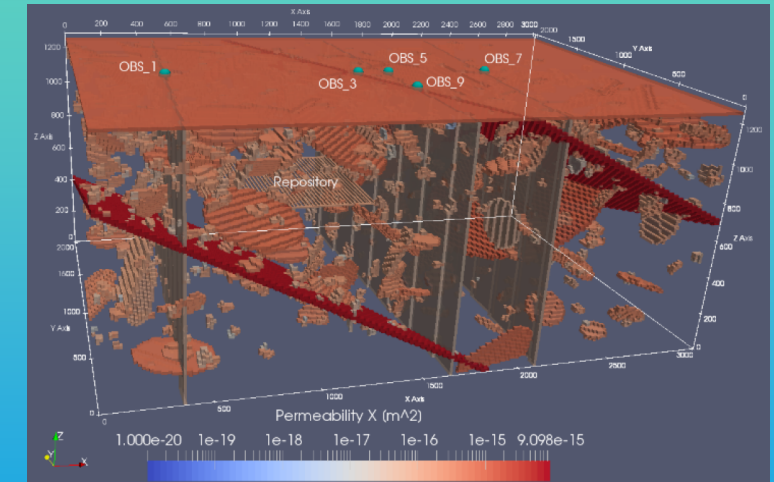 X Axis
0 200 400 600 800 1000 1200 1400 1600 1800 2000 2200 2400 2600 2800 3000
2000 1500 1000 500 0
Y Axis
1200 1000 800 600 400 200 0
Z Axis
OBS_1
OBS_3
OBS_5
OBS_9
OBS_7
Repository
1200 1000 800 600 400 200 0
Z Axis
2000 1500 1000 500 0
Y Axis
0 500 1000 1500 2000 2500 3000
X Axis
Permeability X (m^2)
1.000e-20 1e-19 1e-18 1e-17 1e-16 1e-15 9.098e-15
Z
Y
X